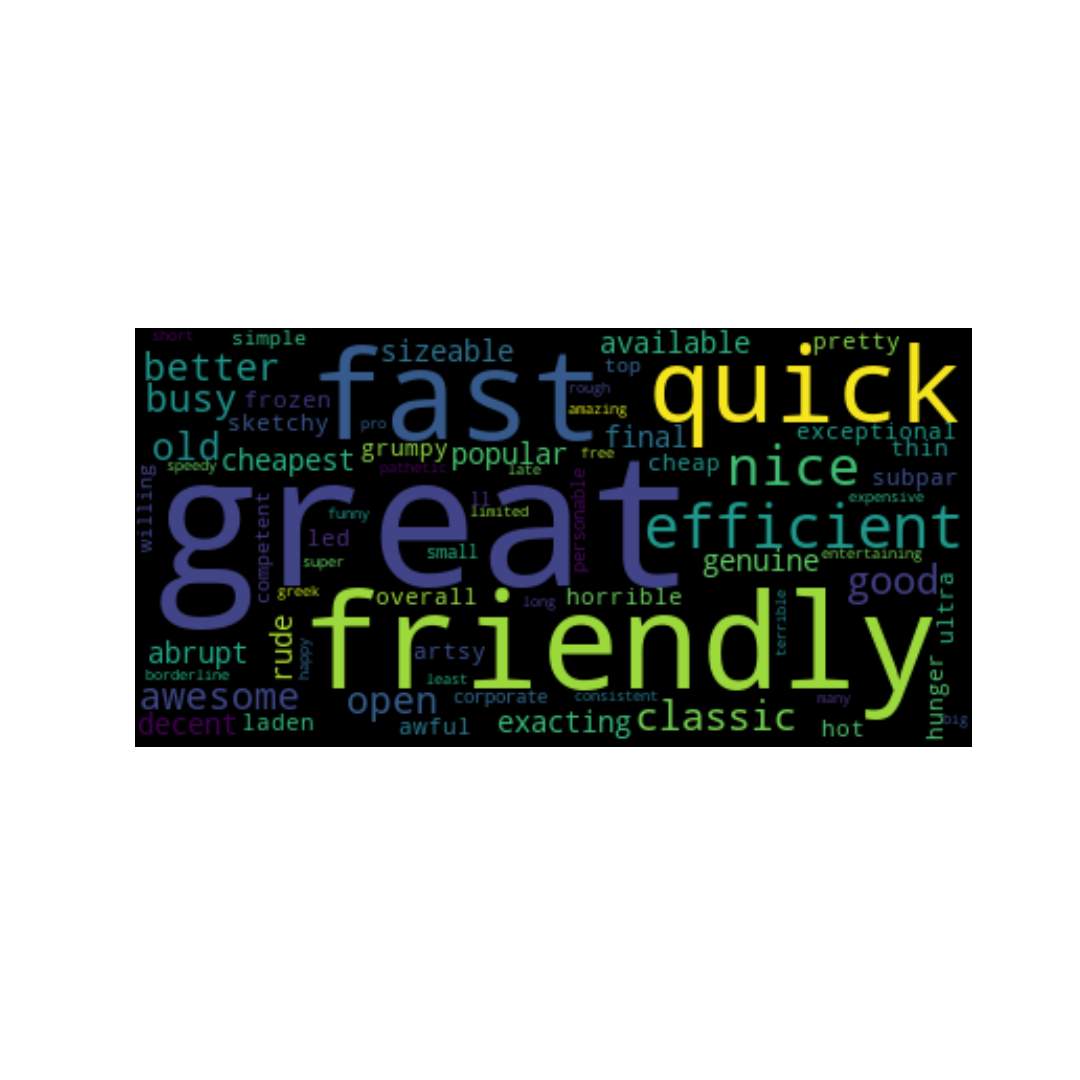 short
simple
available
pretty
better
fast
sizeable
top
quick
busy
frozen
rough
amazing
sketchy
pro
final
exceptional
old
speedy
cheapest
grumpy
popular
free
thin
pathetic
late
cheap
nice
subpar
willing
great
ll
personable
expensive
competent
funny
limited
efficient
led
small
super
genuine
entertaining
greek
friendly
overall
long
horrible
good
ultra
rude
happy
terrible
abrupt
artsy
borderline
least
hunger
awesome
open
corporate
consistent
many
decent
laden
awful
exacting
classic
hot
big